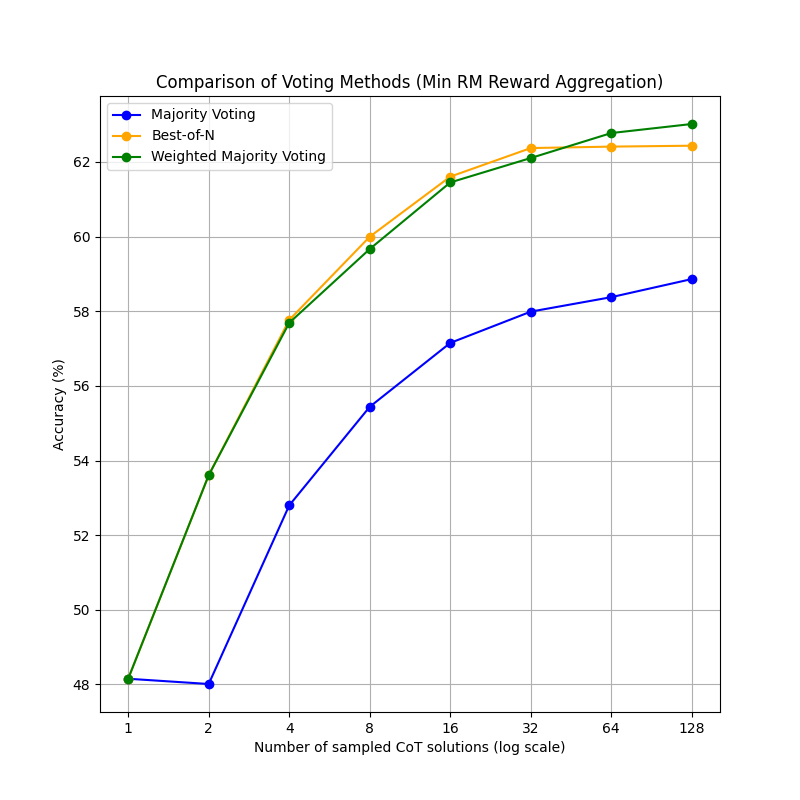 Comparison of Voting Methods (Min RM Reward Aggregation)
Majority Voting
Best-of-N
Weighted Majority Voting
Accuracy (%)
62
60
58
56
54
52
50
48
1 2 4 8 16 32 64 128
Number of sampled CoT solutions (log scale)